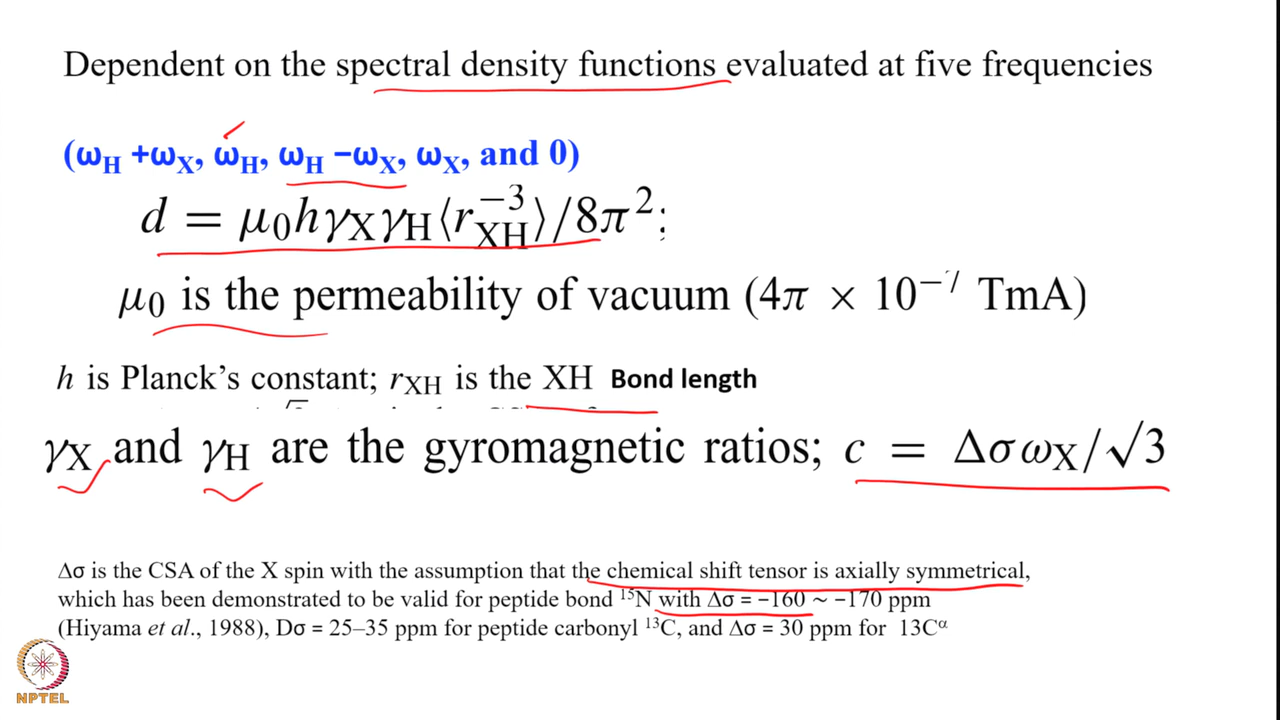 Dependent on the spectral density functions evaluated at five frequencies
(ωH +ωX, ωH, ωH −ωX, ωX, and 0)
d = μ0hγXγH⟨rXH^−3⟩/8π²;
μ0 is the permeability of vacuum (4π × 10^−7 TmA)
h is Planck's constant; rXH is the XH Bond length
γX and γH are the gyromagnetic ratios; c = ΔσωX/√3
Δσ is the CSA of the X spin with the assumption that the chemical shift tensor is axially symmetrical,
which has been demonstrated to be valid for peptide bond ¹⁵N with Δσ = −160 ~ −170 ppm
(Hiyama et al., 1988), Dσ = 25–35 ppm for peptide carbonyl ¹³C, and Δσ = 30 ppm for 13Cᵅ
NPTEL